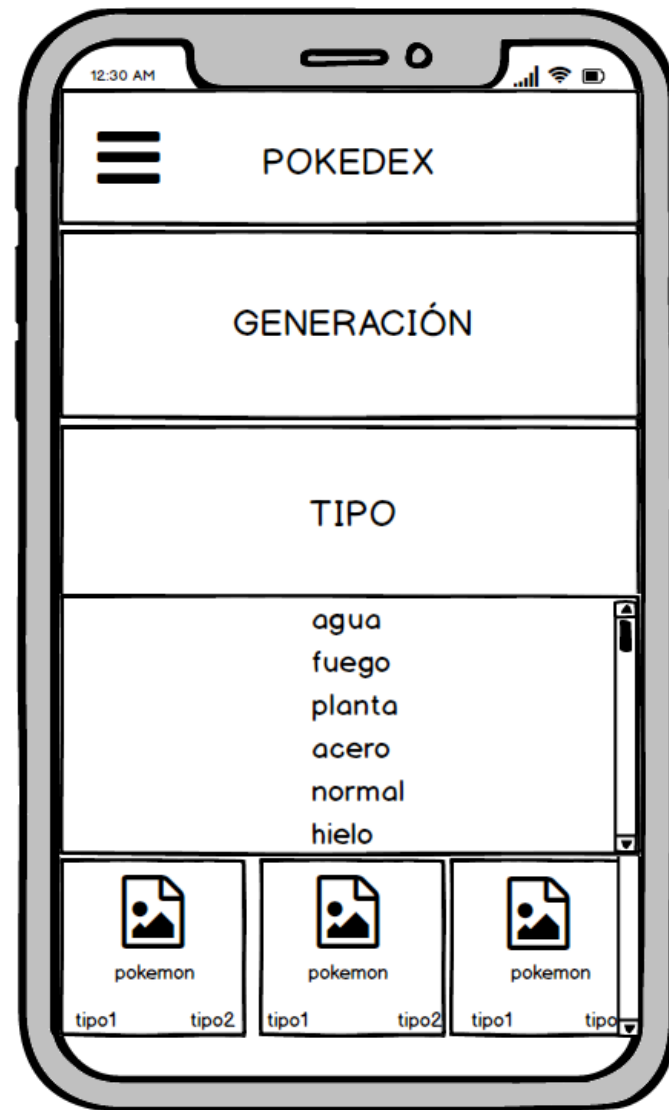 12:30 AM
POKEDEX
GENERACIÓN
TIPO
agua
fuego
planta
acero
normal
hielo
pokemon pokemon pokemon
tipo1 tipo2 tipo1 tipo2 tipo1 tipo